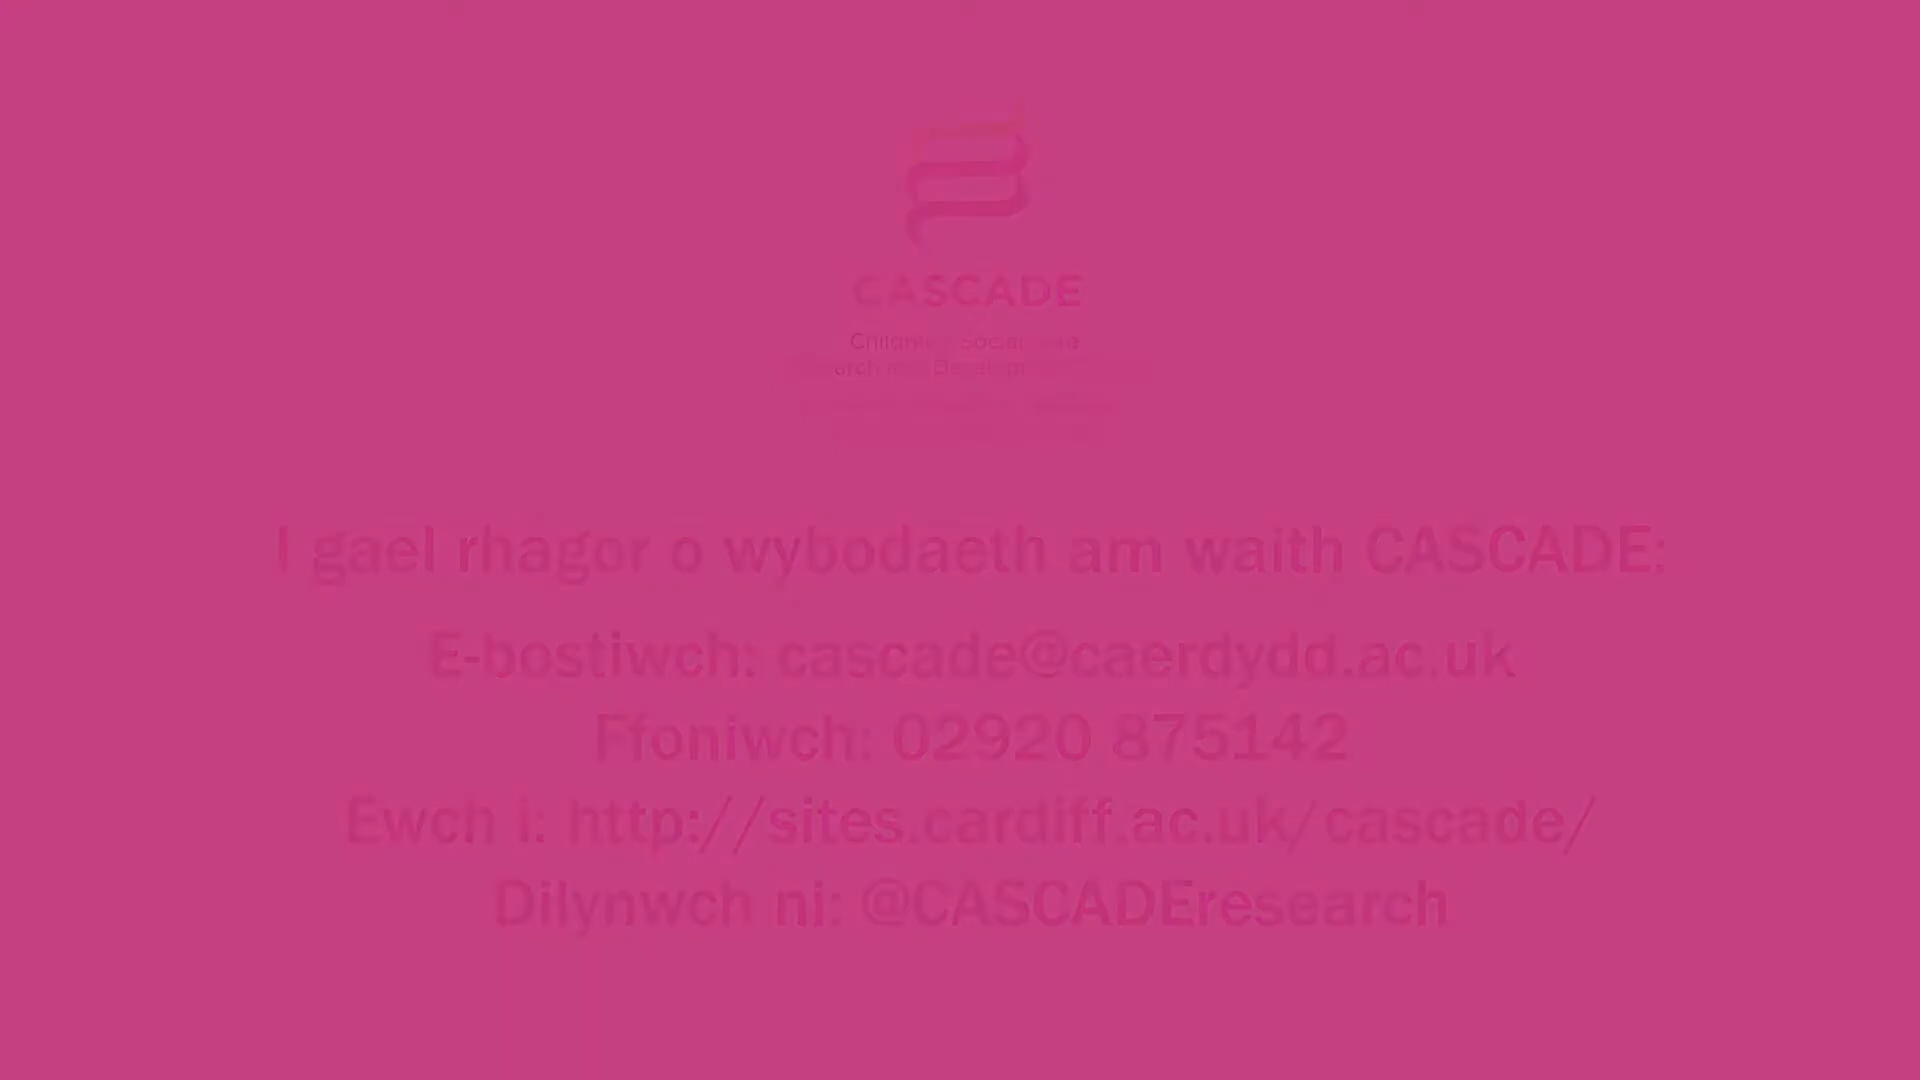 CASCADE
Social
I gael rhagor o wybodaeth am waith CASCADE:
E-bostiwch: cascade@caerdydd.ac.uk
Ffoniwch: 02920 875142
Ewch i: http://sites.cardiff.ac.uk/cascade/
Dilynwch ni: @CASCADEresearch